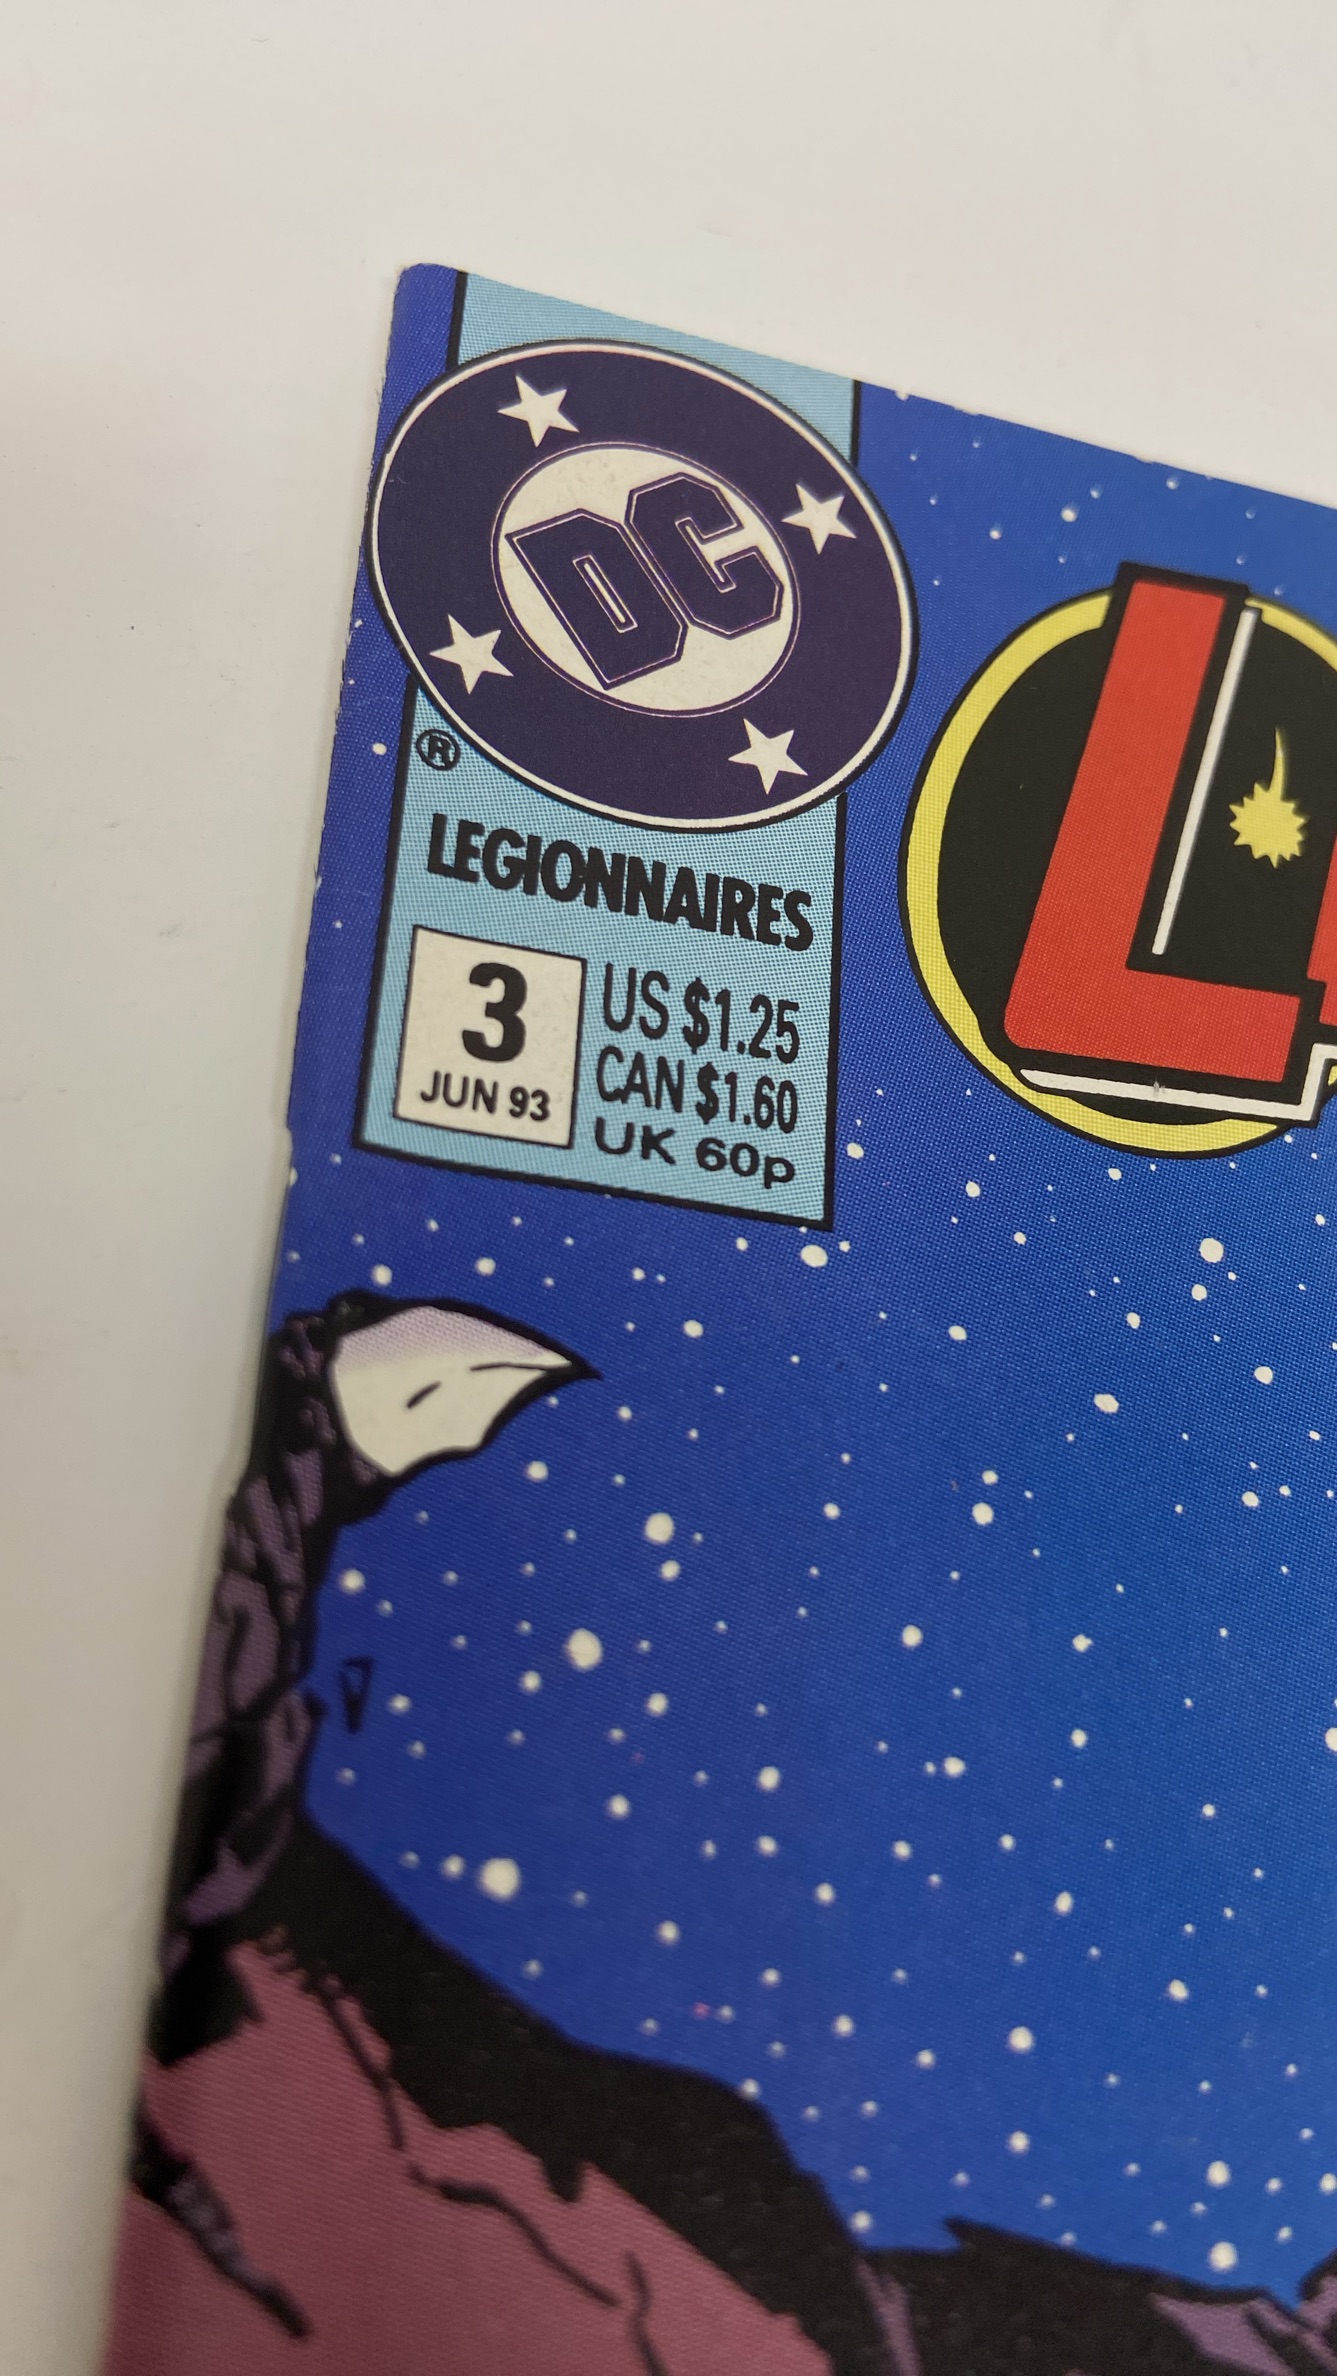 DC
®
LEGIONNAIRES
3
JUN 93
US $1.25
CAN $1.60
UK 60p
L